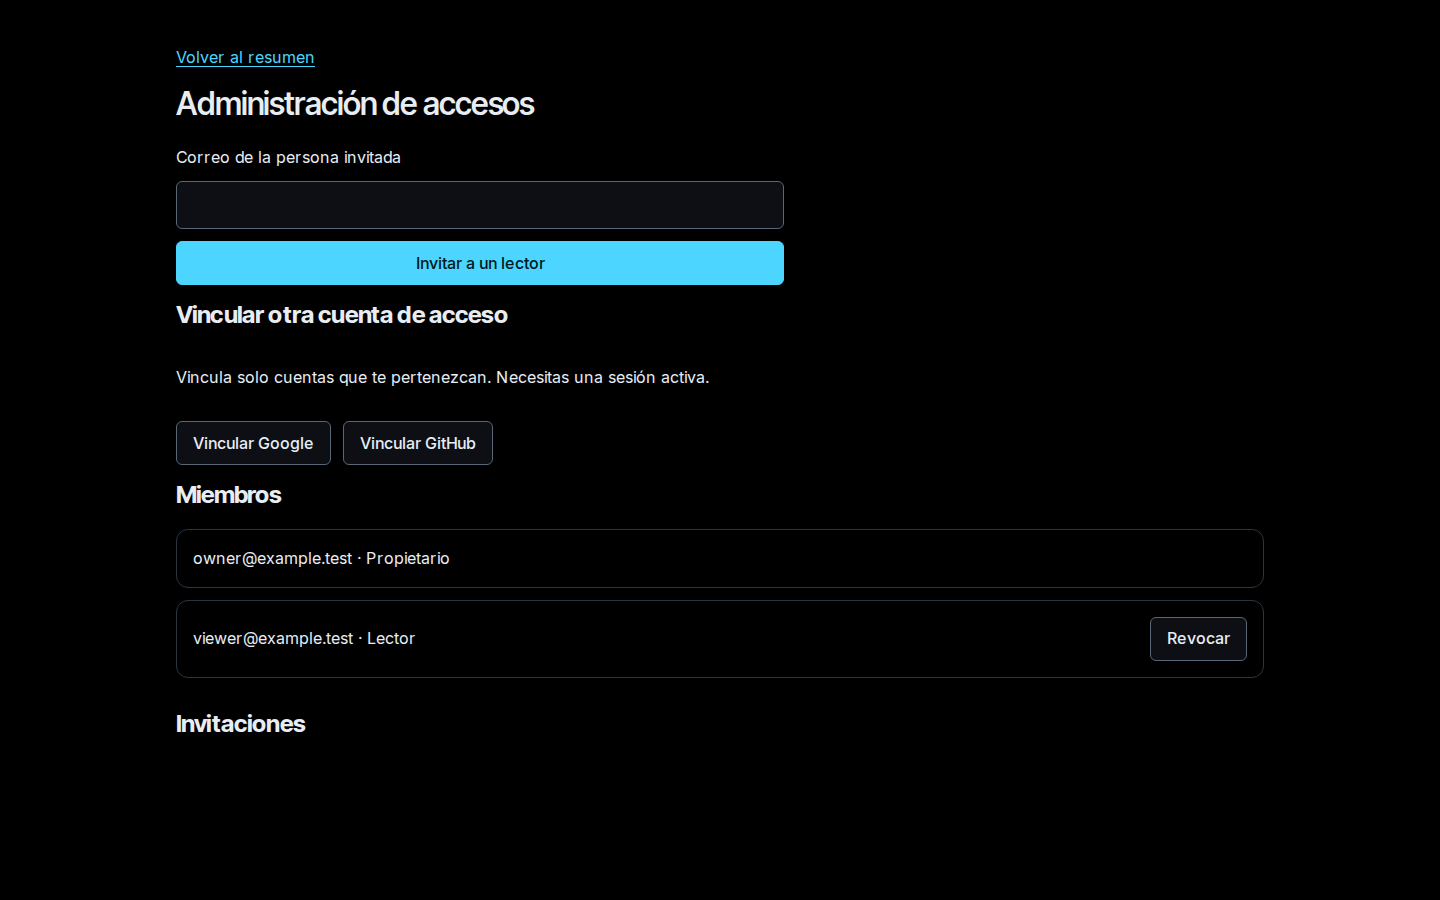 Volver al resumen
Administración de accesos
Correo de la persona invitada
Invitar a un lector
Vincular otra cuenta de acceso
Vincula solo cuentas que te pertenezcan. Necesitas una sesión activa.
Vincular Google
Vincular GitHub
Miembros
owner@example.test · Propietario
viewer@example.test · Lector
Revocar
Invitaciones